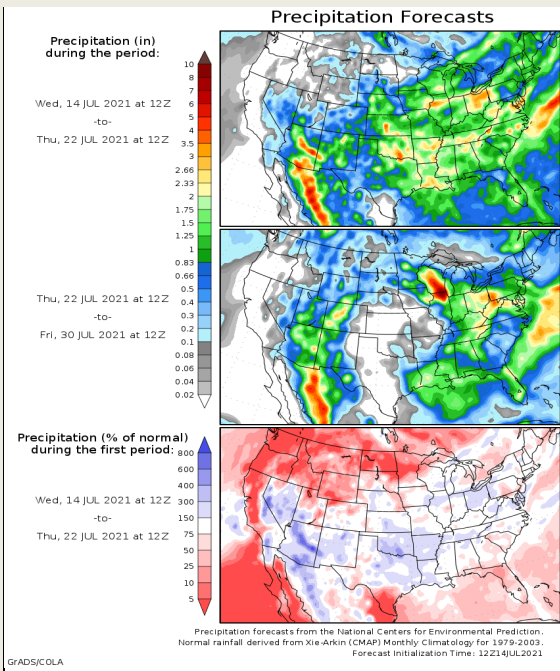 Precipitation Forecasts
Precipitation (in)
during the period:
Wed, 14 JUL 2021 at 12Z
-to-
Thu, 22 JUL 2021 at 12Z
10
8
7
6
5
4
3.5
3
2.66
2.33
2
1.75
1.5
1.25
1
0.83
0.66
0.5
0.4
0.3
0.2
0.1
0.08
0.06
0.04
0.02
Thu, 22 JUL 2021 at 12Z
-to-
Fri, 30 JUL 2021 at 12Z
Precipitation (% of normal)
during the first period:
Wed, 14 JUL 2021 at 12Z
-to-
Thu, 22 JUL 2021 at 12Z
800
600
400
300
150
75
50
25
10
5
Precipitation forecasts from the National Centers for Environmental Prediction.
Normal rainfall derived from Xie-Arkin (CMAP) Monthly Climatology for 1979-2003.
Forecast Initialization Time: 12Z14JUL2021
GrADS/COLA